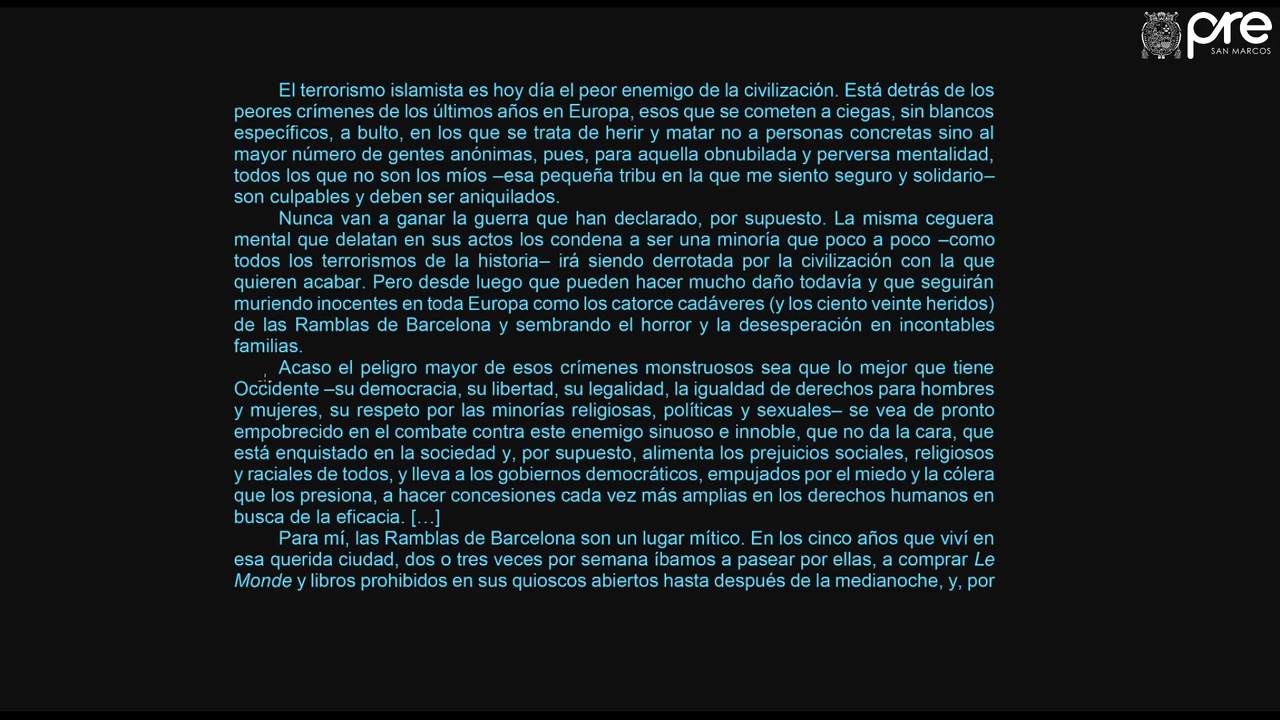 pre
SAN MARCOS
El terrorismo islamista es hoy día el peor enemigo de la civilización. Está detrás de los
peores crímenes de los últimos años en Europa, esos que se cometen a ciegas, sin blancos
específicos, a bulto, en los que se trata de herir y matar no a personas concretas sino al
mayor número de gentes anónimas, pues, para aquella obnubilada y perversa mentalidad,
todos los que no son los míos –esa pequeña tribu en la que me siento seguro y solidario–
son culpables y deben ser aniquilados.
Nunca van a ganar la guerra que han declarado, por supuesto. La misma ceguera
mental que delatan en sus actos los condena a ser una minoría que poco a poco –como
todos los terrorismos de la historia– irá siendo derrotada por la civilización con la que
quieren acabar. Pero desde luego que pueden hacer mucho daño todavía y que seguirán
muriendo inocentes en toda Europa como los catorce cadáveres (y los ciento veinte heridos)
de las Ramblas de Barcelona y sembrando el horror y la desesperación en incontables
familias.
Acaso el peligro mayor de esos crímenes monstruosos sea que lo mejor que tiene
Occidente –su democracia, su libertad, su legalidad, la igualdad de derechos para hombres
y mujeres, su respeto por las minorías religiosas, políticas y sexuales– se vea de pronto
empobrecido en el combate contra este enemigo sinuoso e innoble, que no da la cara, que
está enquistado en la sociedad y, por supuesto, alimenta los prejuicios sociales, religiosos
y raciales de todos, y lleva a los gobiernos democráticos, empujados por el miedo y la cólera
que los presiona, a hacer concesiones cada vez más amplias en los derechos humanos en
busca de la eficacia. […]
Para mí, las Ramblas de Barcelona son un lugar mítico. En los cinco años que viví en
esa querida ciudad, dos o tres veces por semana íbamos a pasear por ellas, a comprar Le
Monde y libros prohibidos en sus quioscos abiertos hasta después de la medianoche, y, por